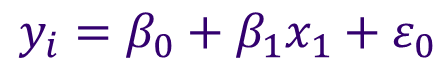 yᵢ = β₀ + β₁x₁ + ε₀